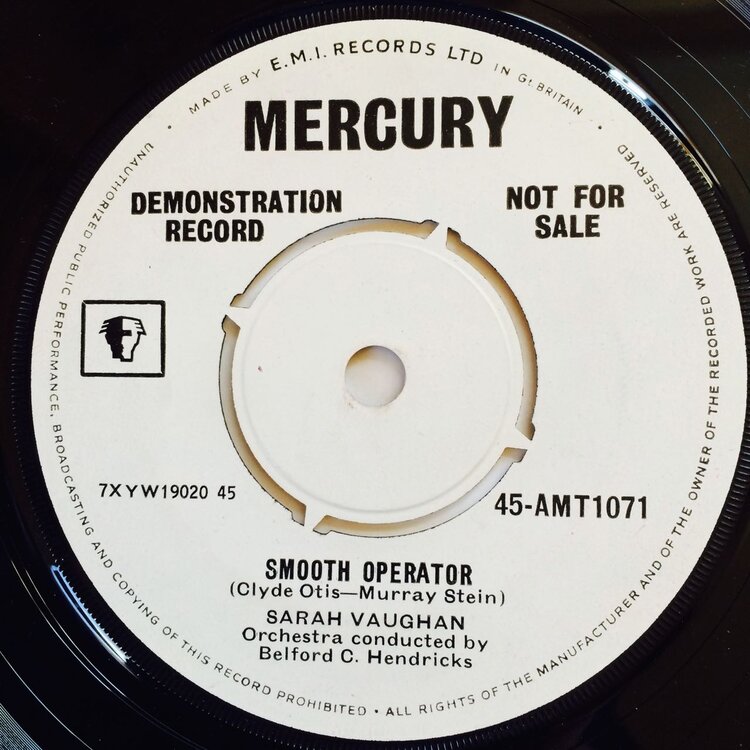 MADE BY E.M.I. RECORDS LTD IN GT. BRITAIN
MERCURY
DEMONSTRATION
RECORD
NOT FOR
SALE
7XYW19020 45
45-AMT1071
SMOOTH OPERATOR
(Clyde Otis—Murray Stein)
SARAH VAUGHAN
Orchestra conducted by
Belford C. Hendricks
UNAUTHORIZED PUBLIC PERFORMANCE, BROADCASTING AND COPYING OF THIS RECORD PROHIBITED • ALL RIGHTS OF THE MANUFACTURER AND OF THE OWNER OF THE RECORDED WORK ARE RESERVED